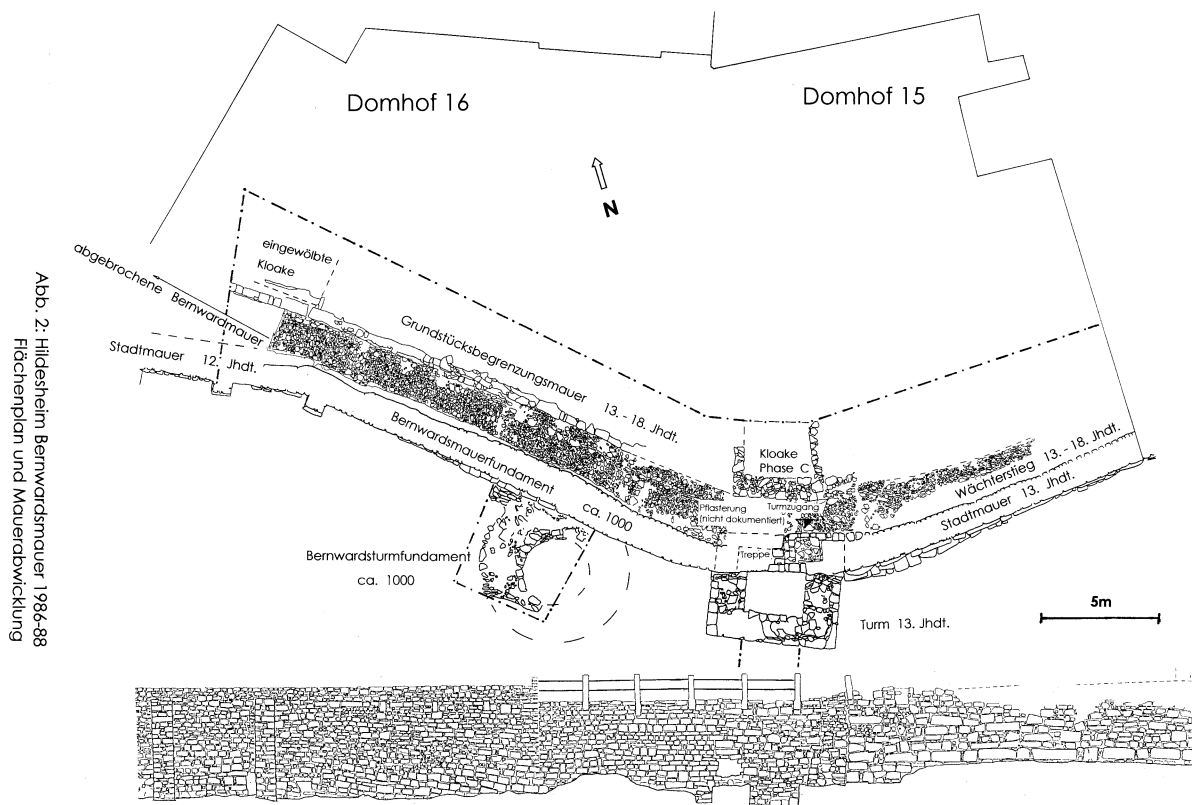 Domhof 16
Domhof 15
N
eingewölbte
Kloake
abgebrochene Bernwardmauer
Stadtmauer 12. Jhdt.
Grundstücksbegrenzungsmauer 13.- 18. Jhdt.
Bernwardsmauerfundament ca. 1000
Kloake
Phase C
Wächterstieg 13.- 18. Jhdt.
Stadtmauer 13. Jhdt.
Pflasterung
(nicht dokumentiert)
Turmzugang
Treppe
Bernwardsturmfundament
ca. 1000
Turm 13. Jhdt.
5m
Abb. 2: Hildesheim Bernwardsmauer 1986-88
Flächenplan und Mauerabwicklung